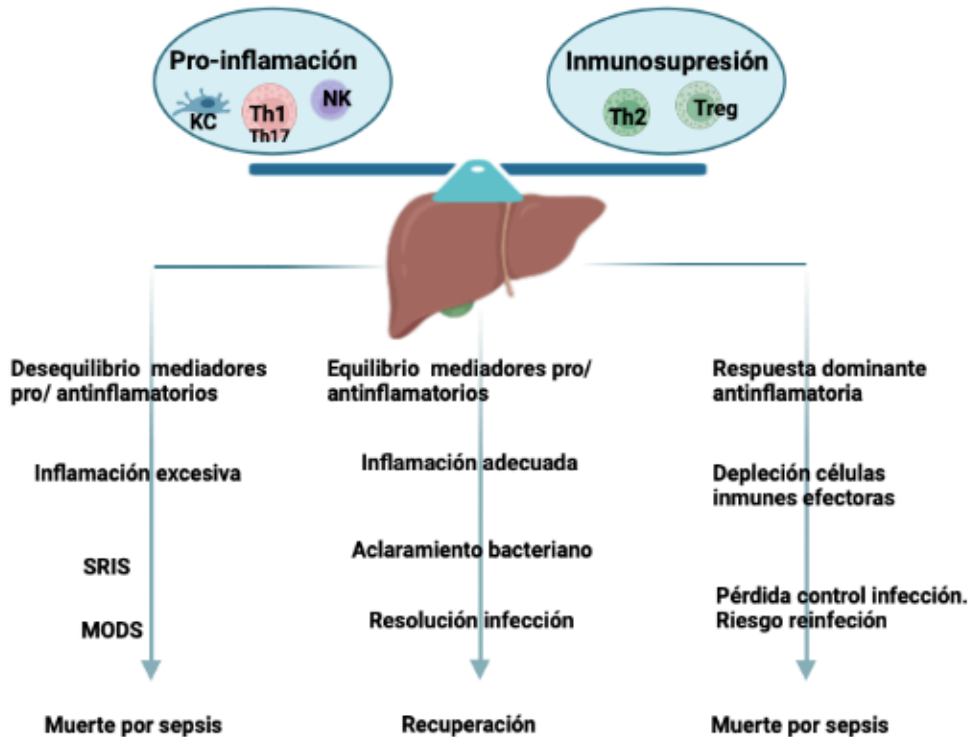 Pro-inflamación
KC
Th1
Th17
NK
Inmunosupresión
Th2
Treg
Desequilibrio mediadores
pro/ antinflamatorios
Inflamación excesiva
SRIS
MODS
Muerte por sepsis
Equilibrio mediadores pro/
antinflamatorios
Inflamación adecuada
Aclaramiento bacteriano
Resolución infección
Recuperación
Respuesta dominante
antinflamatoria
Depleción células
inmunes efectoras
Pérdida control infección.
Riesgo reinfeción
Muerte por sepsis